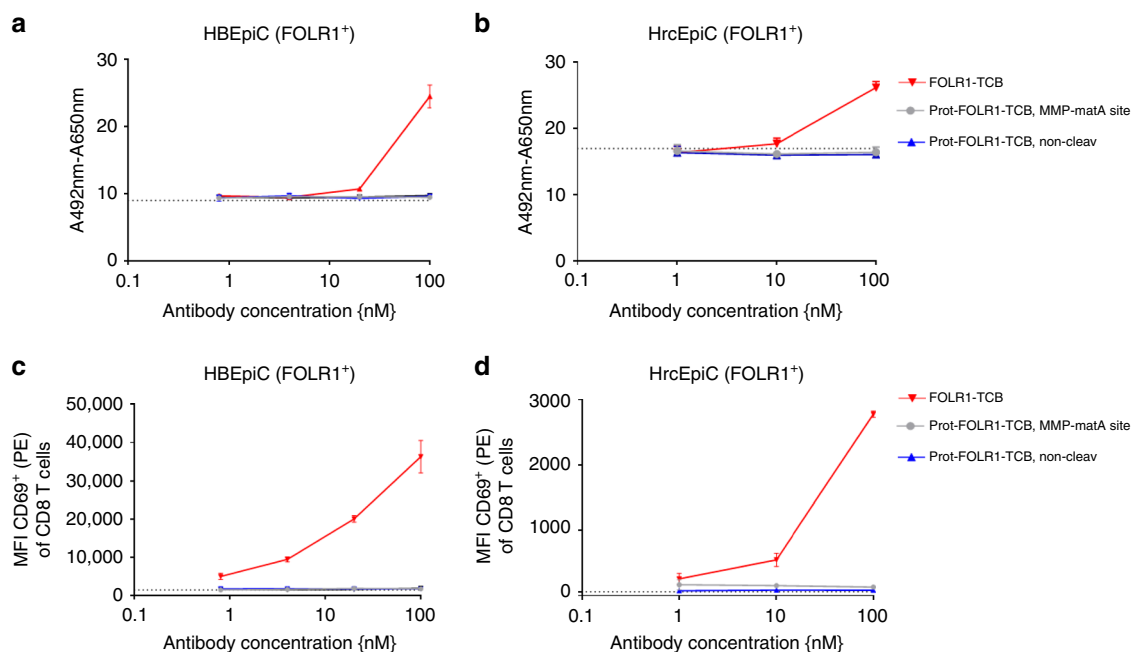 a
HBEpiC (FOLR1⁺)
30
20
10
0
A492nm-A650nm
0.1 1 10 100
Antibody concentration {nM}
b
HrcEpiC (FOLR1⁺)
30
20
10
0
A492nm-A650nm
0.1 1 10 100
Antibody concentration {nM}
FOLR1-TCB
Prot-FOLR1-TCB, MMP-matA site
Prot-FOLR1-TCB, non-cleav
c
HBEpiC (FOLR1⁺)
50,000
40,000
30,000
20,000
10,000
0
MFI CD69⁺ (PE)
of CD8 T cells
0.1 1 10 100
Antibody concentration {nM}
d
HrcEpiC (FOLR1⁺)
3000
2000
1000
0
MFI CD69⁺ (PE)
of CD8 T cells
0.1 1 10 100
Antibody concentration {nM}
FOLR1-TCB
Prot-FOLR1-TCB, MMP-matA site
Prot-FOLR1-TCB, non-cleav